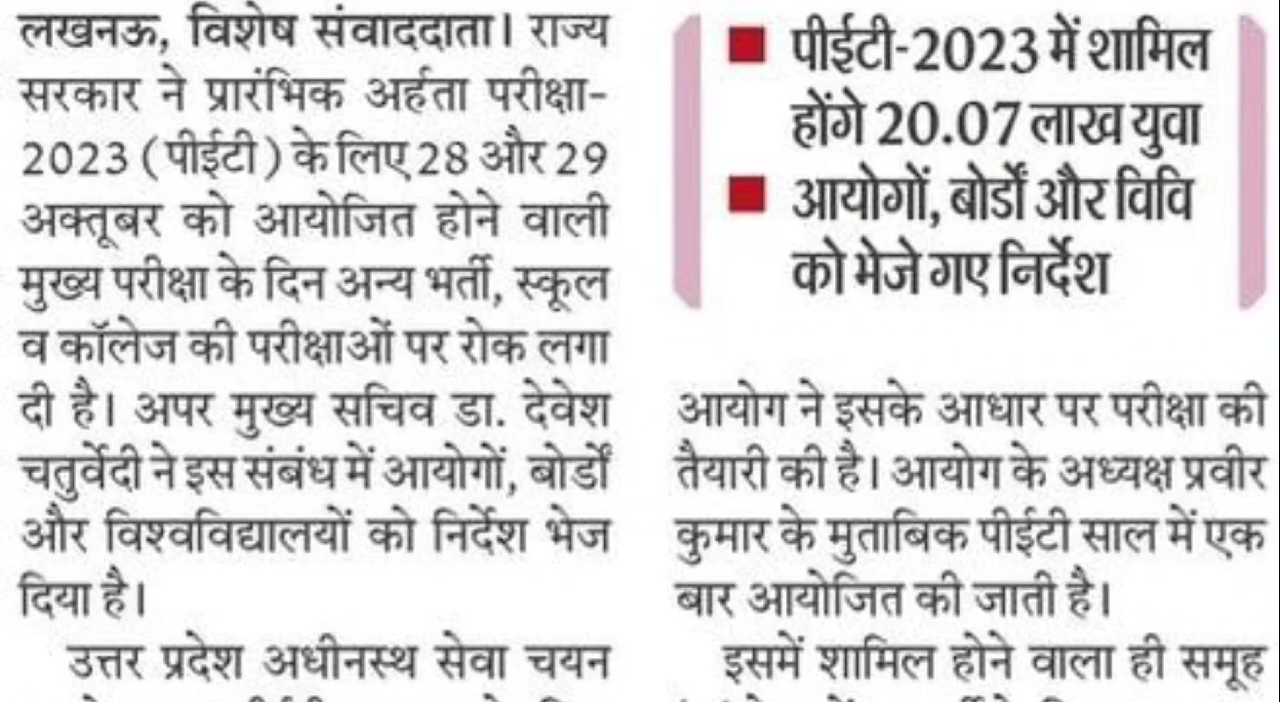 लखनऊ, विशेष संवाददाता। राज्य
सरकार ने प्रारंभिक अर्हता परीक्षा-
2023 (पीईटी) के लिए 28 और 29
अक्तूबर को आयोजित होने वाली
मुख्य परीक्षा के दिन अन्य भर्ती, स्कूल
व कॉलेज की परीक्षाओं पर रोक लगा
दी है। अपर मुख्य सचिव डा. देवेश
चतुर्वेदी ने इस संबंध में आयोगों, बोर्डों
और विश्वविद्यालयों को निर्देश भेज
दिया है।
उत्तर प्रदेश अधीनस्थ सेवा चयन
■ पीईटी-2023 में शामिल
होंगे 20.07 लाख युवा
■ आयोगों, बोर्डों और विवि
को भेजे गए निर्देश
आयोग ने इसके आधार पर परीक्षा की
तैयारी की है। आयोग के अध्यक्ष प्रवीर
कुमार के मुताबिक पीईटी साल में एक
बार आयोजित की जाती है।
इसमें शामिल होने वाला ही समूह